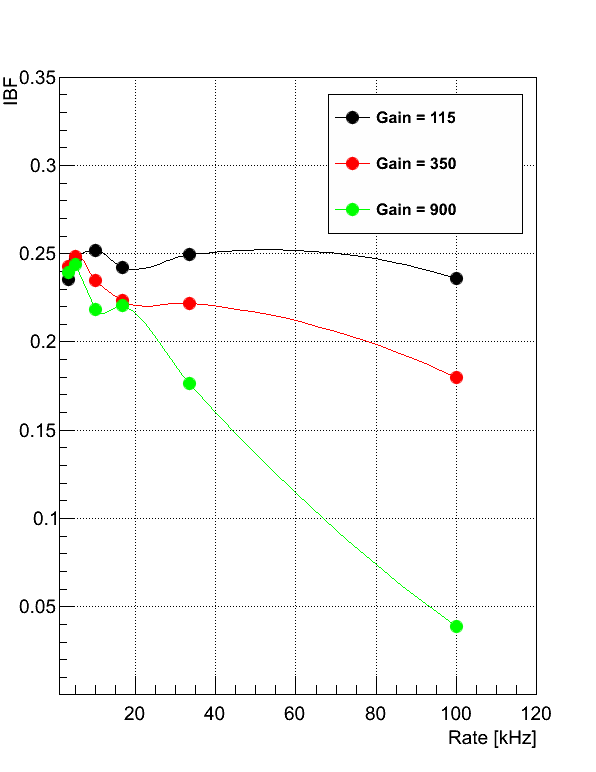 IBF
0.35
0.3
0.25
0.2
0.15
0.1
0.05
Gain = 115
Gain = 350
Gain = 900
20 40 60 80 100 120
Rate [kHz]